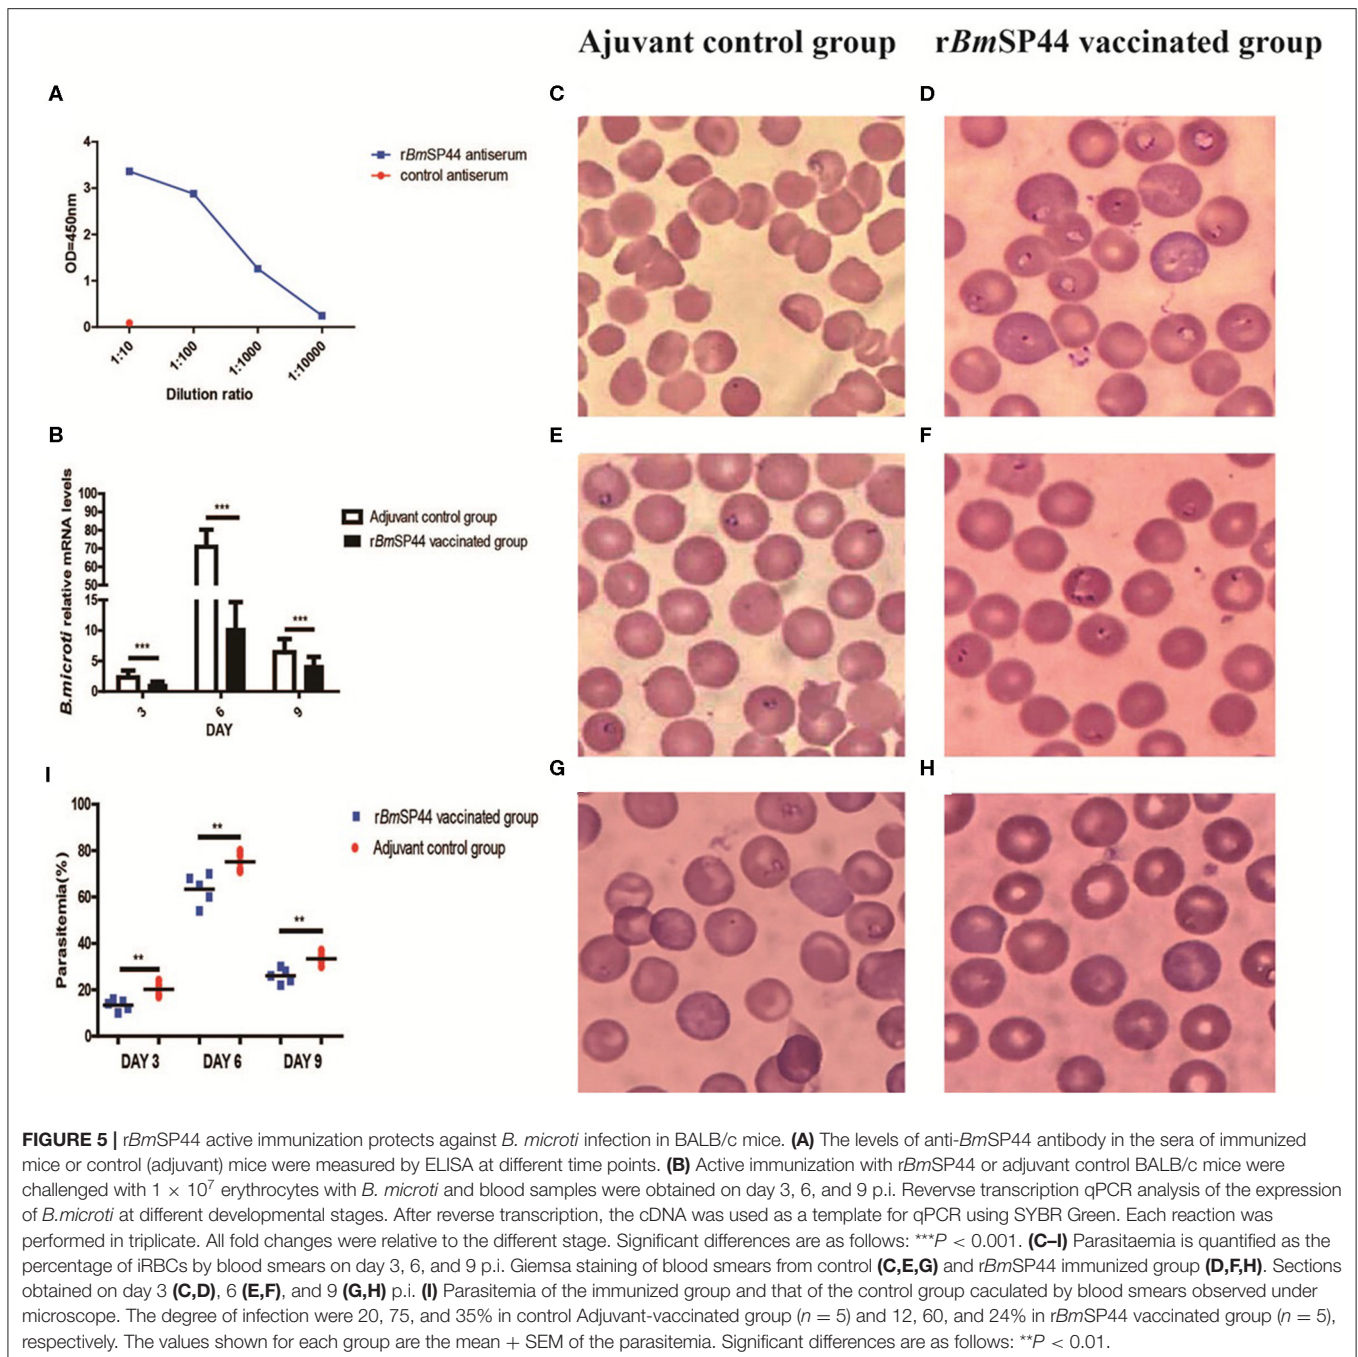 Ajuvant control group
rBmSP44 vaccinated group
A
4
3
2
1
0
OD=450nm
1:10
1:100
1:1000
1:10000
Dilution ratio
rBmSP44 antiserum
control antiserum
C
D
B
100
90
80
70
60
50
15
10
5
0
B.microti relative mRNA levels
***
***
***
3
6
9
DAY
Adjuvant control group
rBmSP44 vaccinated group
E
F
I
100
80
60
40
20
0
Parasitemia(%)
**
**
**
DAY 3
DAY 6
DAY 9
rBmSP44 vaccinated group
Adjuvant control group
G
H
FIGURE 5 | rBmSP44 active immunization protects against B. microti infection in BALB/c mice. (A) The levels of anti-BmSP44 antibody in the sera of immunized
mice or control (adjuvant) mice were measured by ELISA at different time points. (B) Active immunization with rBmSP44 or adjuvant control BALB/c mice were
challenged with 1 × 10⁷ erythrocytes with B. microti and blood samples were obtained on day 3, 6, and 9 p.i. Revervse transcription qPCR analysis of the expression
of B.microti at different developmental stages. After reverse transcription, the cDNA was used as a template for qPCR using SYBR Green. Each reaction was
performed in triplicate. All fold changes were relative to the different stage. Significant differences are as follows: ***P < 0.001. (C–I) Parasitaemia is quantified as the
percentage of iRBCs by blood smears on day 3, 6, and 9 p.i. Giemsa staining of blood smears from control (C,E,G) and rBmSP44 immunized group (D,F,H). Sections
obtained on day 3 (C,D), 6 (E,F), and 9 (G,H) p.i. (I) Parasitemia of the immunized group and that of the control group caculated by blood smears observed under
microscope. The degree of infection were 20, 75, and 35% in control Adjuvant-vaccinated group (n = 5) and 12, 60, and 24% in rBmSP44 vaccinated group (n = 5),
respectively. The values shown for each group are the mean + SEM of the parasitemia. Significant differences are as follows: **P < 0.01.